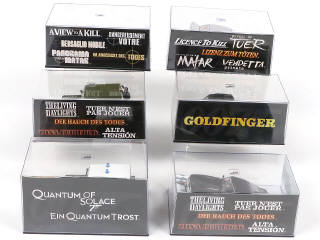 A VIEW TO A KILL
DANGEREUSEMENT
VOTRE
BERSAGLIO MOBILE
PANORAMA
MATAR
IM ANGESICHT DES TODES
LICENCE TO KILL
TUER
LIZENZ ZUM TÖTEN
MATAR
VENDETTA
PRIVATA
THE LIVING
DAYLIGHTS
TUER N'EST
PAS JOUER
DER HAUCH DES TODES
ALTA
TENSIÓN
GOLDFINGER
QUANTUM OF
SOLACE
EIN QUANTUM TROST
THE LIVING
DAYLIGHTS
TUER N'EST
PAS JOUER
DER HAUCH DES TODES
ALTA
TENSIÓN